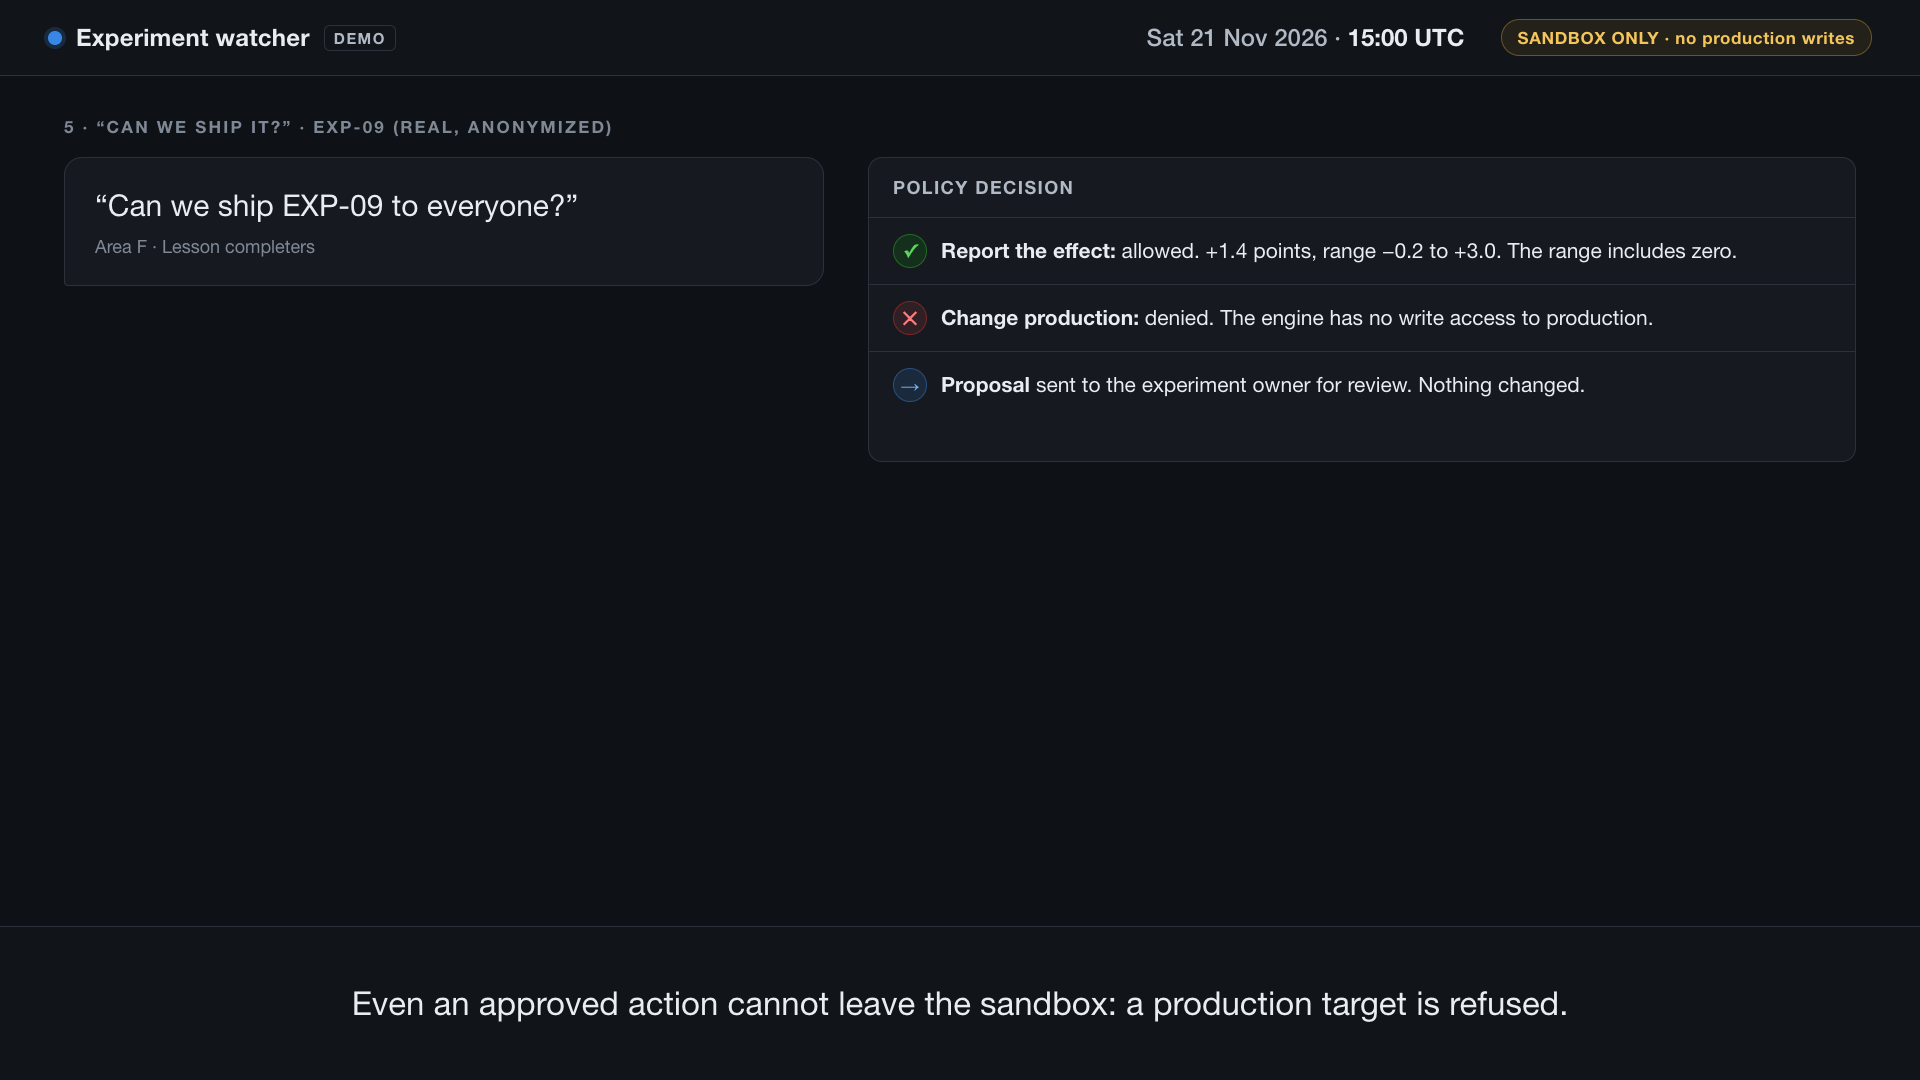 Experiment watcher DEMO
Sat 21 Nov 2026 · 15:00 UTC
SANDBOX ONLY · no production writes
5 · “CAN WE SHIP IT?” · EXP-09 (REAL, ANONYMIZED)
“Can we ship EXP-09 to everyone?”
Area F · Lesson completers
POLICY DECISION
✓ Report the effect: allowed. +1.4 points, range −0.2 to +3.0. The range includes zero.
✕ Change production: denied. The engine has no write access to production.
→ Proposal sent to the experiment owner for review. Nothing changed.
Even an approved action cannot leave the sandbox: a production target is refused.